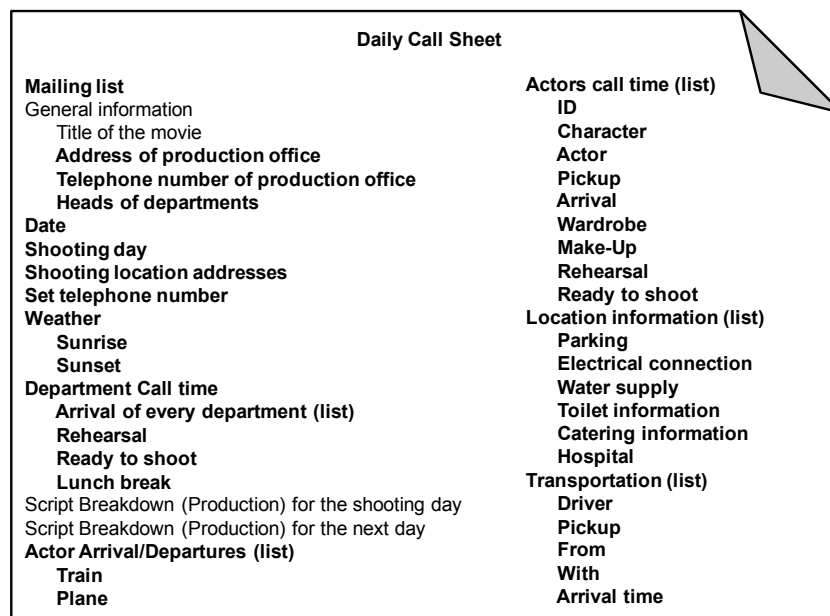 Daily Call Sheet
Mailing list
General information
Title of the movie
Address of production office
Telephone number of production office
Heads of departments
Date
Shooting day
Shooting location addresses
Set telephone number
Weather
Sunrise
Sunset
Department Call time
Arrival of every department (list)
Rehearsal
Ready to shoot
Lunch break
Script Breakdown (Production) for the shooting day
Script Breakdown (Production) for the next day
Actor Arrival/Departures (list)
Train
Plane
Actors call time (list)
ID
Character
Actor
Pickup
Arrival
Wardrobe
Make-Up
Rehearsal
Ready to shoot
Location information (list)
Parking
Electrical connection
Water supply
Toilet information
Catering information
Hospital
Transportation (list)
Driver
Pickup
From
With
Arrival time